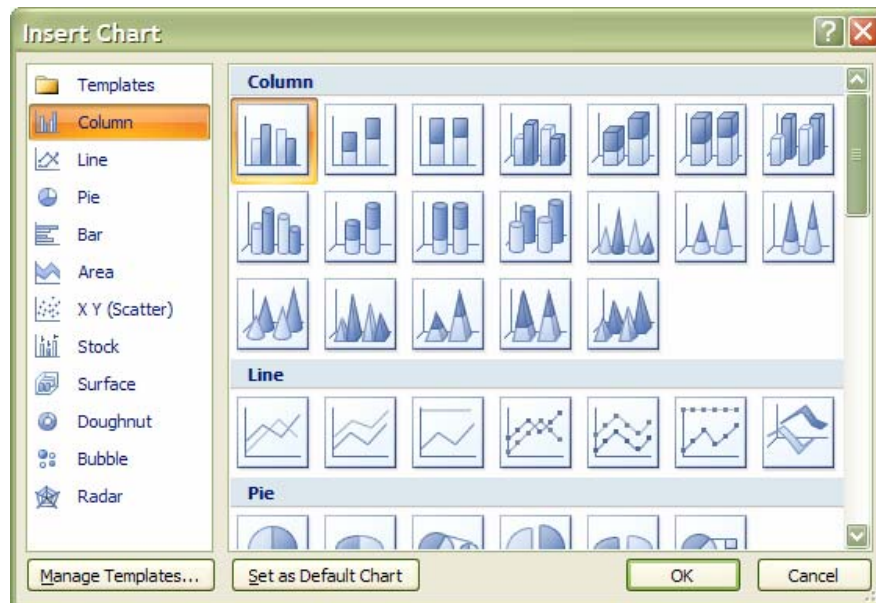 Insert Chart
Templates
Column
Line
Pie
Bar
Area
X Y (Scatter)
Stock
Surface
Doughnut
Bubble
Radar
Column
Line
Pie
Manage Templates...
Set as Default Chart
OK
Cancel